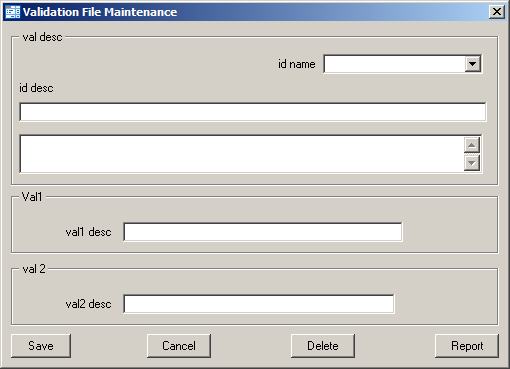 Validation File Maintenance
val desc
id name
id desc
Val1
val1 desc
val 2
val2 desc
Save Cancel Delete Report